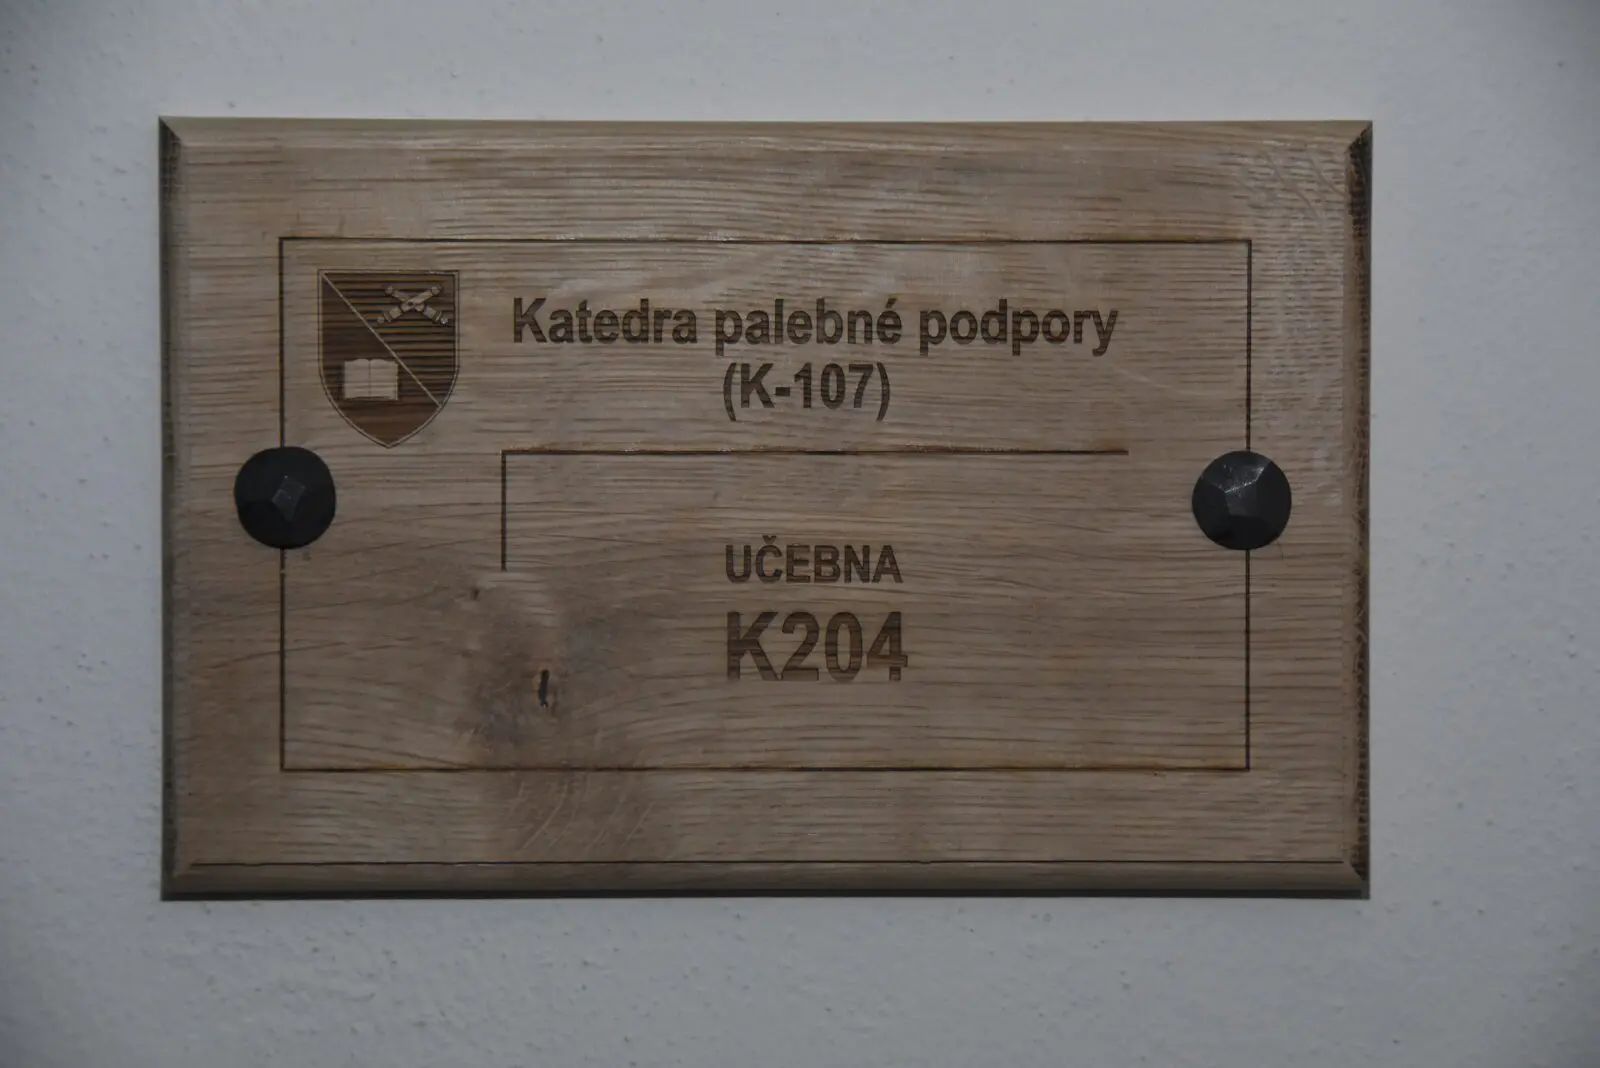 Katedra palebné podpory
(K-107)
UČEBNA
K204